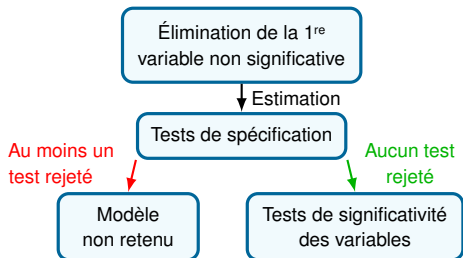 Élimination de la 1re
variable non significative
Estimation
Tests de spécification
Au moins un
test rejeté
Aucun test
rejeté
Modèle
non retenu
Tests de significativité
des variables